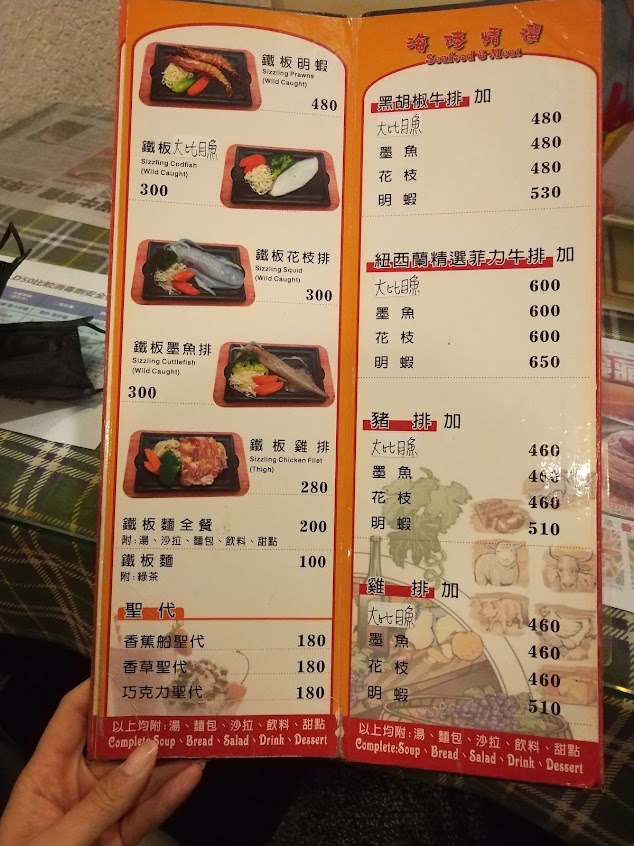 鐵板明蝦
Sizzling Prawns
(Wild Caught)
480
鐵板大比目魚
Sizzling Codfish
(Wild Caught)
300
鐵板花枝排
Sizzling Squid
(Wild Caught)
300
鐵板墨魚排
Sizzling Cuttlefish
(Wild Caught)
300
鐵板雞排
Sizzling Chicken Filet
(Thigh)
280
鐵板麵全餐 200
附:湯、沙拉、麵包、飲料、甜點
鐵板麵 100
附:綠茶
聖代
香蕉船聖代 180
香草聖代 180
巧克力聖代 180
以上均附:湯、麵包、沙拉、飲料、甜點
Complete:Soup、Bread、Salad、Drink、Dessert
海陸精選
Seafood & Meat
黑胡椒牛排 加
大比目魚 480
墨魚 480
花枝 480
明蝦 530
紐西蘭精選菲力牛排 加
大比目魚 600
墨魚 600
花枝 600
明蝦 650
豬排 加
大比目魚 460
墨魚 460
花枝 460
明蝦 510
雞排 加
大比目魚 460
墨魚 460
花枝 460
明蝦 510
以上均附:湯、麵包、沙拉、飲料、甜點
Complete:Soup、Bread、Salad、Drink、Dessert